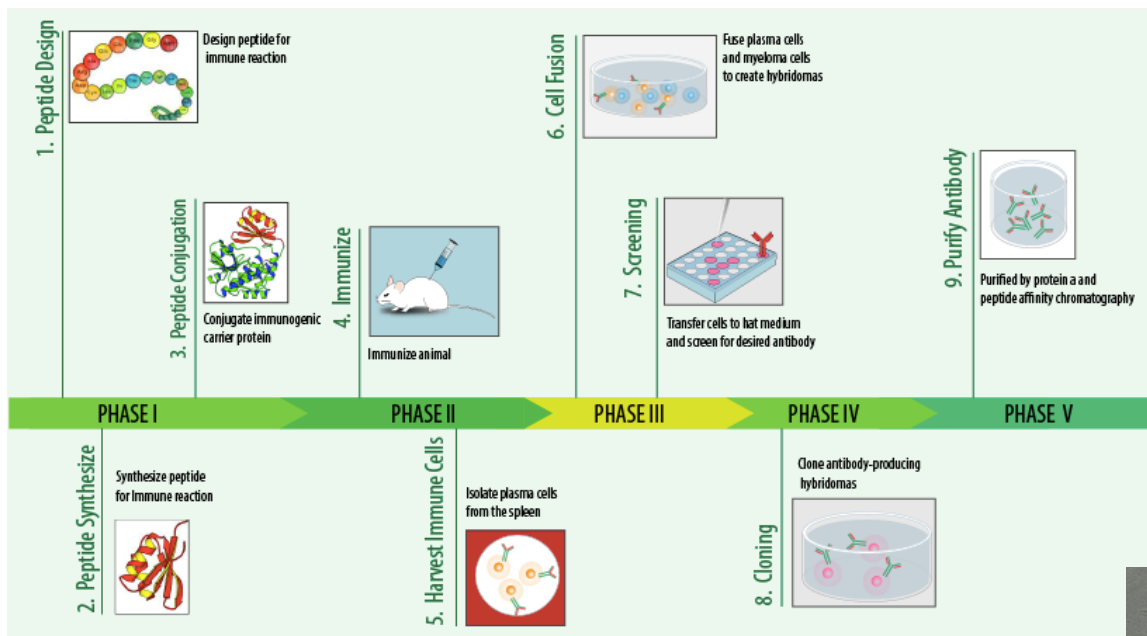 1. Peptide Design
Design peptide for
immune reaction
2. Peptide Synthesize
Synthesize peptide
for Immune reaction
3. Peptide Conjugation
Conjugate immunogenic
carrier protein
4. Immunize
Immunize animal
5. Harvest Immune Cells
Isolate plasma cells
from the spleen
6. Cell Fusion
Fuse plasma cells
and myeloma cells
to create hybridomas
7. Screening
Transfer cells to hat medium
and screen for desired antibody
8. Cloning
Clone antibody-producing
hybridomas
9. Purify Antibody
Purified by protein a and
peptide affinity chromatography
PHASE I
PHASE II
PHASE III
PHASE IV
PHASE V